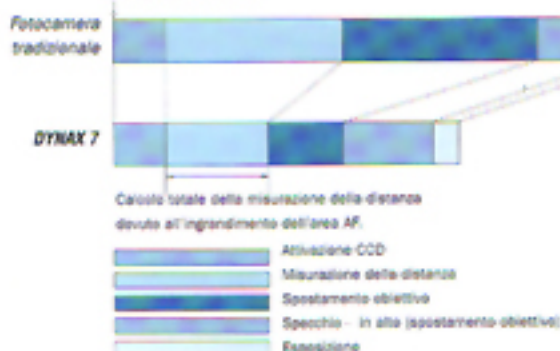 Fotocamera
tradizionale
DYNAX 7
Calcolo totale della misurazione della distanza
dovuto all'ingrandimento dell'area AF.
Attivazione CCD
Misurazione della distanza
Spostamento obiettivo
Specchio - in alto (spostamento obiettivo)
Esposizione